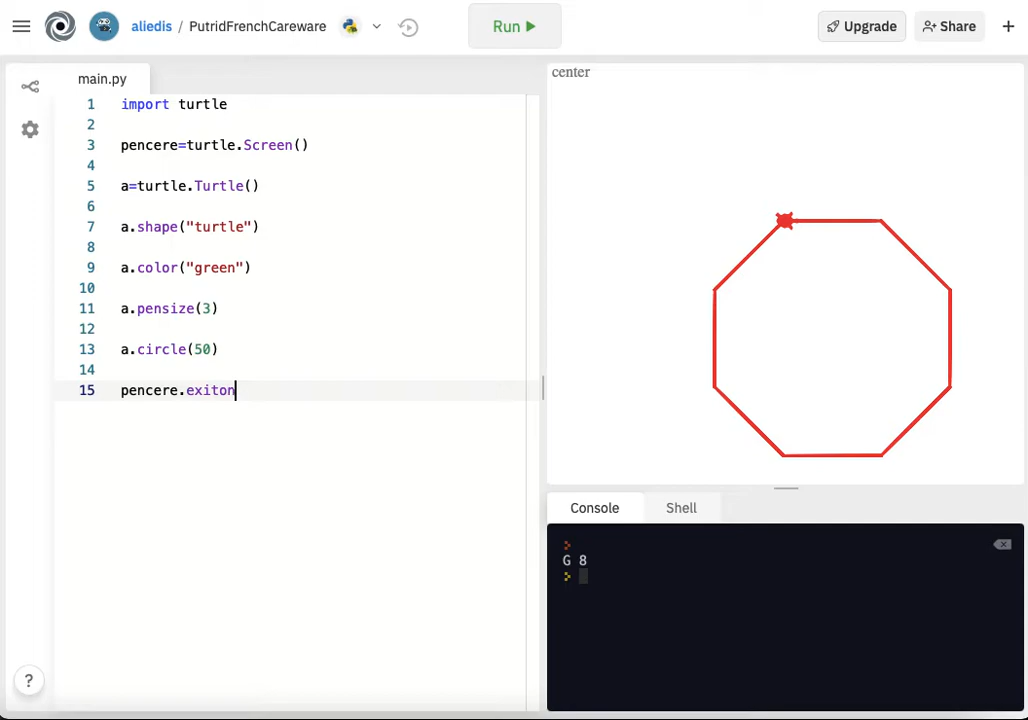 aliedis / PutridFrenchCareware
Run
Upgrade
Share
main.py
1 import turtle
2
3 pencere=turtle.Screen()
4
5 a=turtle.Turtle()
6
7 a.shape("turtle")
8
9 a.color("green")
10
11 a.pensize(3)
12
13 a.circle(50)
14
15 pencere.exiton
?
center
Console Shell
G 8